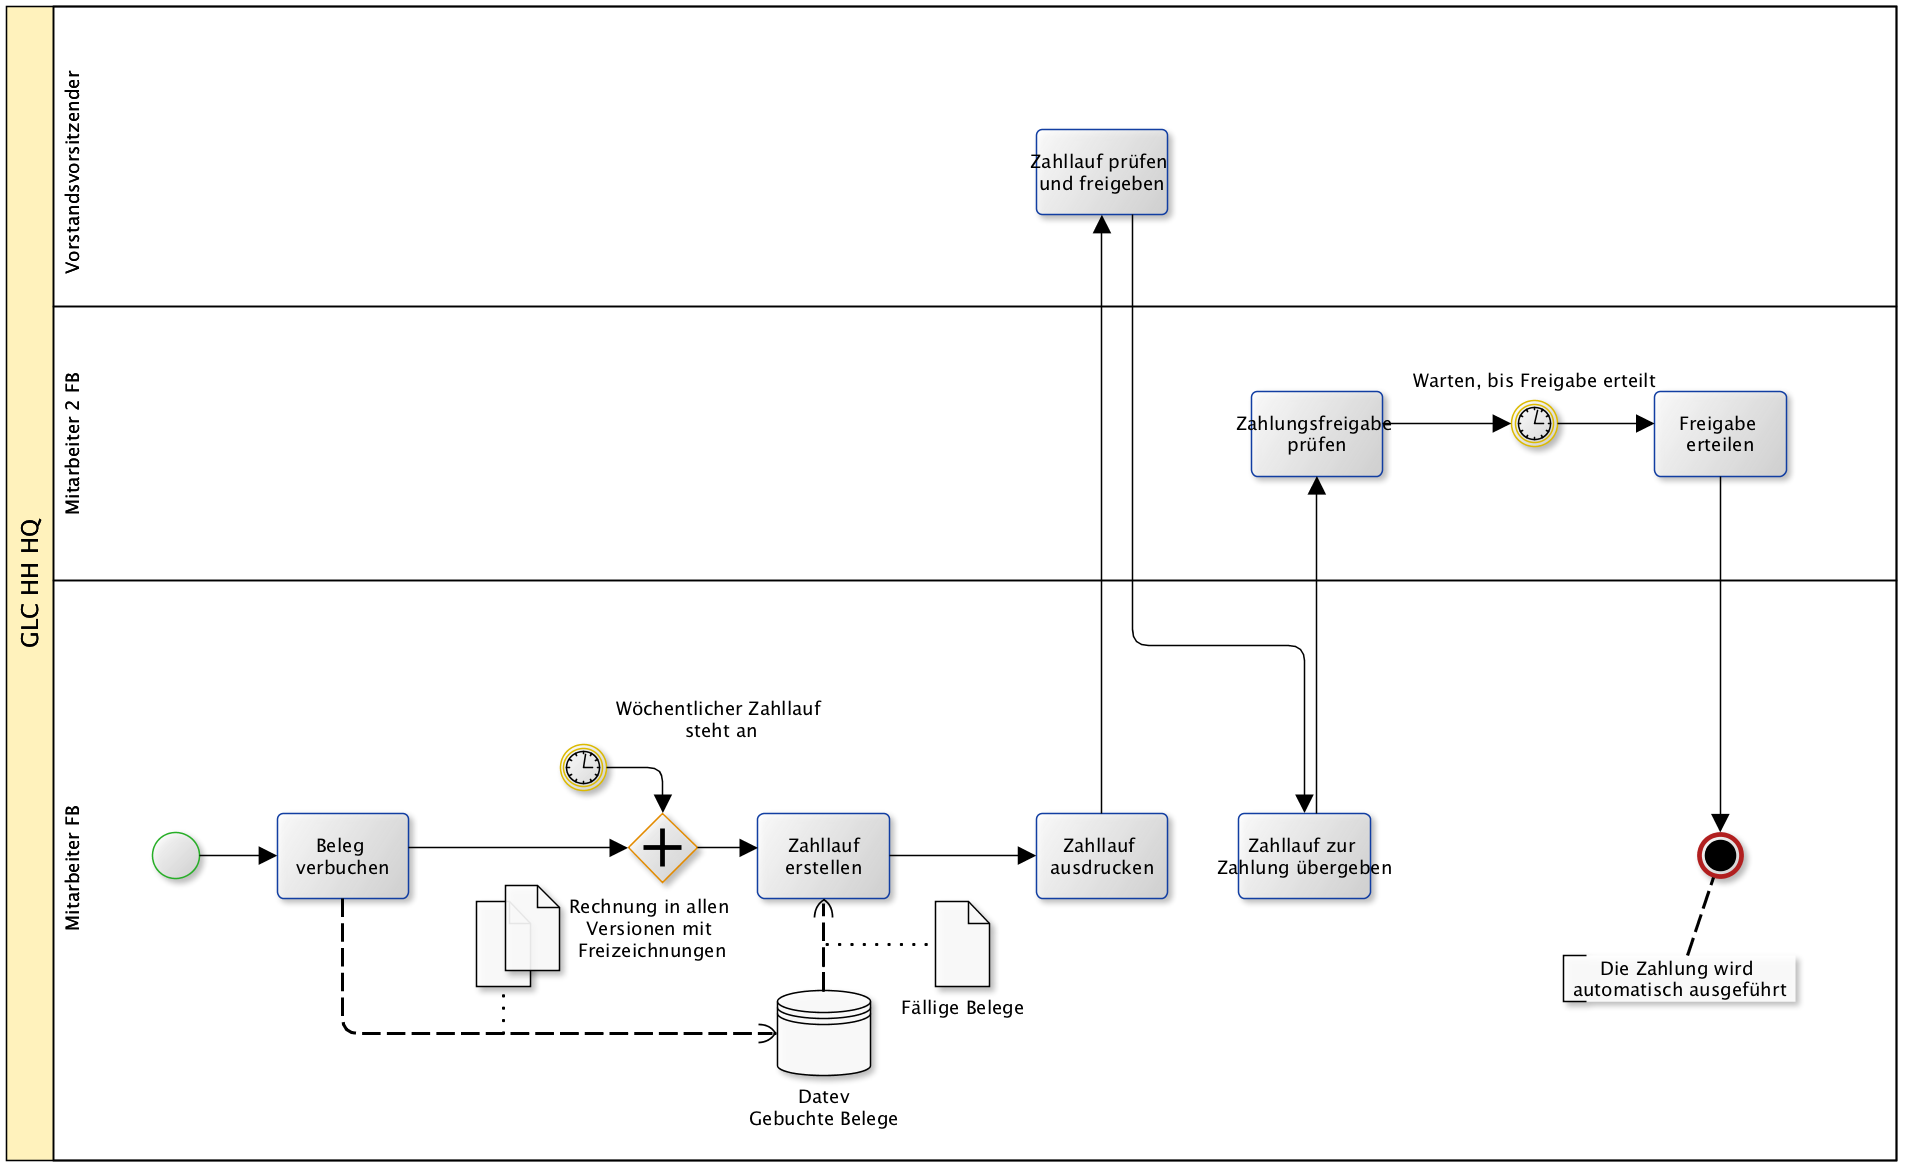 GLC HH HQ
Vorstandsvorsitzender
Zahllauf prüfen
und freigeben
Mitarbeiter 2 FB
Zahlungsfreigabe
prüfen
Warten, bis Freigabe erteilt
Freigabe
erteilen
Mitarbeiter FB
Wöchentlicher Zahllauf
steht an
Beleg
verbuchen
Zahllauf
erstellen
Zahllauf
ausdrucken
Zahllauf zur
Zahlung übergeben
Rechnung in allen
Versionen mit
Freizeichnungen
Fällige Belege
Die Zahlung wird
automatisch ausgeführt
Datev
Gebuchte Belege